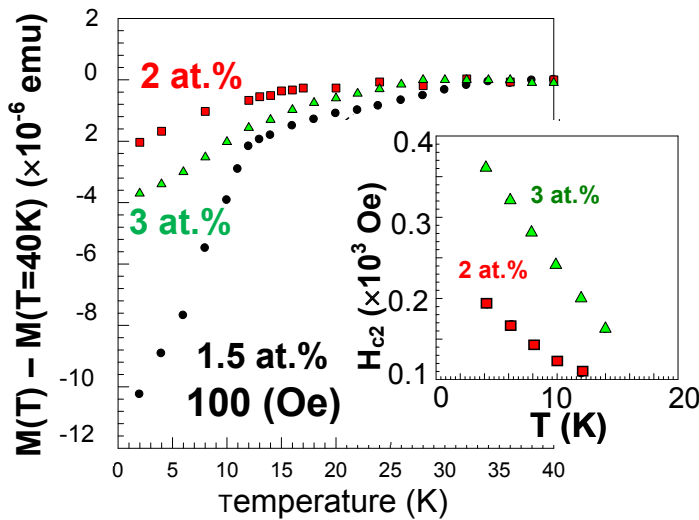 M(T) – M(T=40K) (×10-6 emu)
2
0
2
-4
-6
-8
-10
-12
2 at.%
3 at.%
1.5 at.%
100 (Oe)
0 5 10 15 20 25 30 35 40
Temperature (K)
Hc2 (×103 Oe)
0.4
0.3
0.2
0.1
3 at.%
2 at.%
0 10 20
T (K)